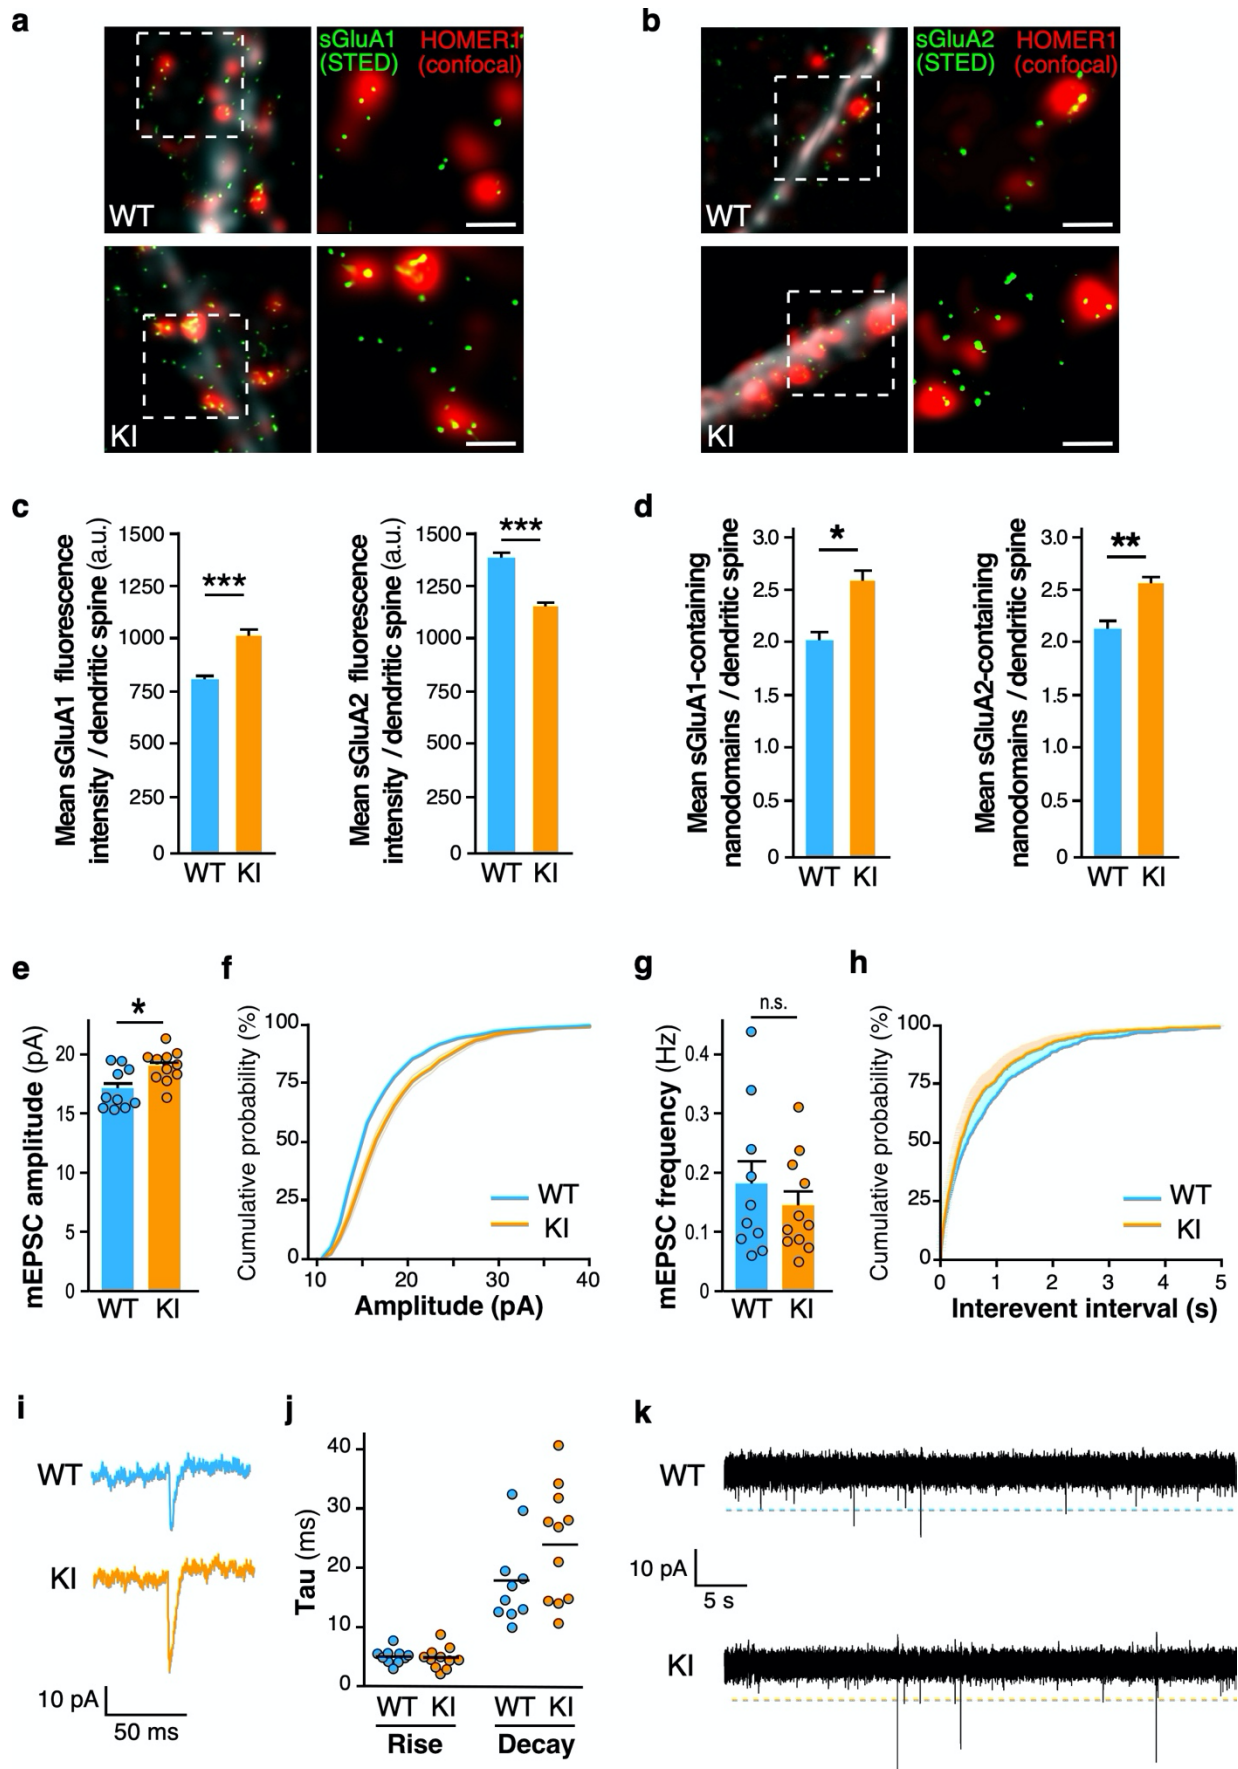 a
sGluA1 HOMER1
(STED) (confocal)
WT
KI
b
sGluA2 HOMER1
(STED) (confocal)
WT
KI
c
Mean sGluA1 fluorescence
intensity / dendritic spine (a.u.)
1500
1250
1000
750
500
250
0
***
WT KI
Mean sGluA2 fluorescence
intensity / dendritic spine (a.u.)
1500
1250
1000
750
500
250
0
***
WT KI
d
Mean sGluA1-containing
nanodomains / dendritic spine
3.0
2.5
2.0
1.5
1.0
0.5
0
*
WT KI
Mean sGluA2-containing
nanodomains / dendritic spine
3.0
2.5
2.0
1.5
1.0
0.5
0
**
WT KI
e
mEPSC amplitude (pA)
20
15
10
5
0
*
WT KI
f
Cumulative probability (%)
100
75
50
25
0
WT
KI
10 20 30 40
Amplitude (pA)
g
mEPSC frequency (Hz)
n.s.
0.4
0.3
0.2
0.1
0
WT KI
h
Cumulative probability (%)
100
75
50
25
0
WT
KI
0 1 2 3 4 5
Interevent interval (s)
i
WT
KI
10 pA
50 ms
j
Tau (ms)
40
30
20
10
0
WT KI WT KI
Rise Decay
k
WT
10 pA
5 s
KI